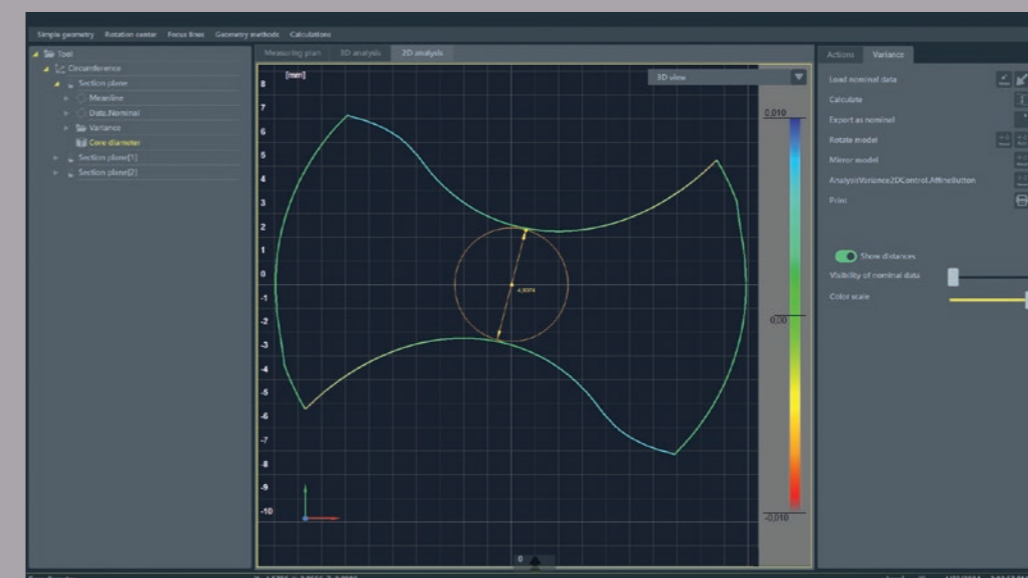 Simple geometry Rotation center Focus lines Geometry methods Calculations
Tool
Circumference
Section plane
Meanline
Data.Nominal
Variance
Core diameter
Section plane[1]
Section plane[2]
Measuring plan 3D analysis 2D analysis
[mm]
3D view
8
7
6
5
4
3
2
1
0
-1
-2
-3
-4
-5
-6
-7
-8
-9
-10
0
0,010
0,00
-0,010
Actions Variance
Load nominal data
Calculate
Export as nominal
Rotate model
Mirror model
AnalysisVariance2DControl.AffineButton
Print
Show distances
Visibility of nominal data
Color scale